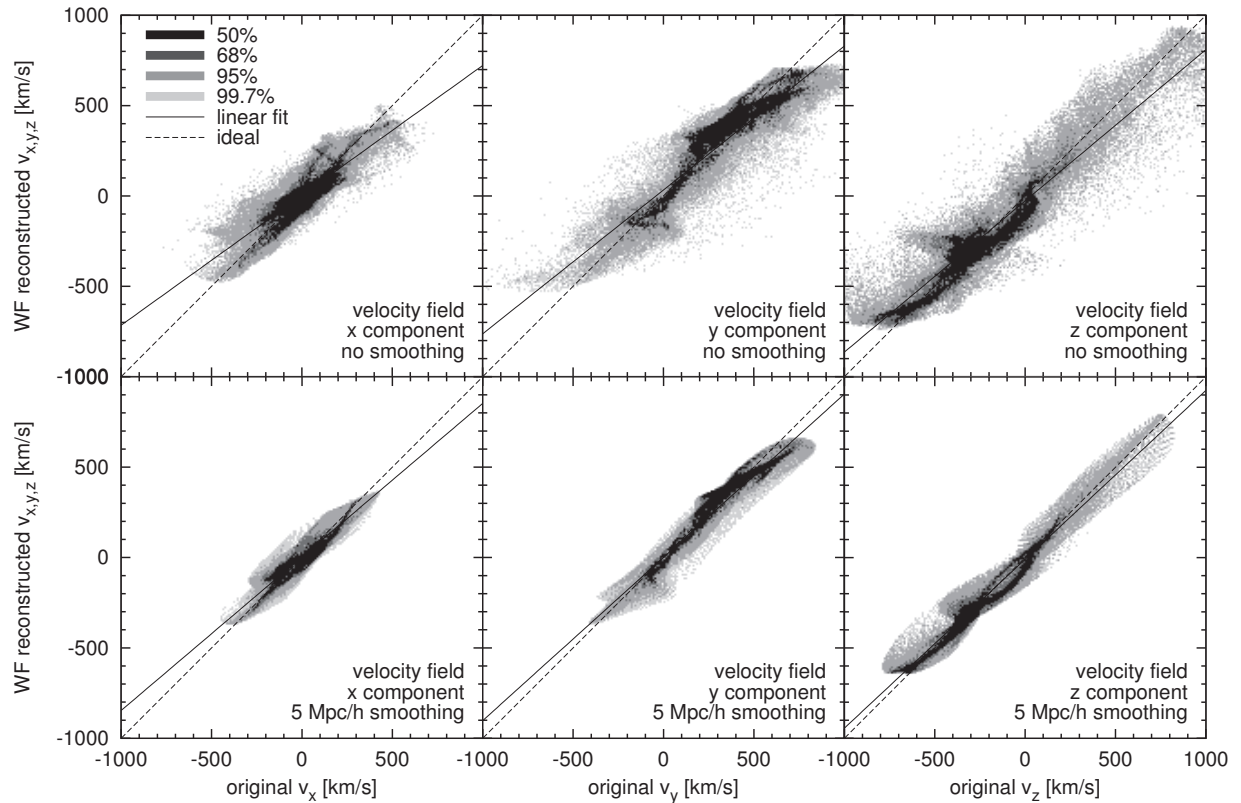 1000
500
0
-500
-1000
WF reconstructed v_x,y,z [km/s]
50%
68%
95%
99.7%
linear fit
ideal
velocity field
x component
no smoothing
velocity field
y component
no smoothing
velocity field
z component
no smoothing
1000
500
0
-500
-1000
WF reconstructed v_x,y,z [km/s]
velocity field
x component
5 Mpc/h smoothing
velocity field
y component
5 Mpc/h smoothing
velocity field
z component
5 Mpc/h smoothing
-1000 -500 0 500 -1000 -500 0 500 -1000 -500 0 500 1000
original v_x [km/s] original v_y [km/s] original v_z [km/s]